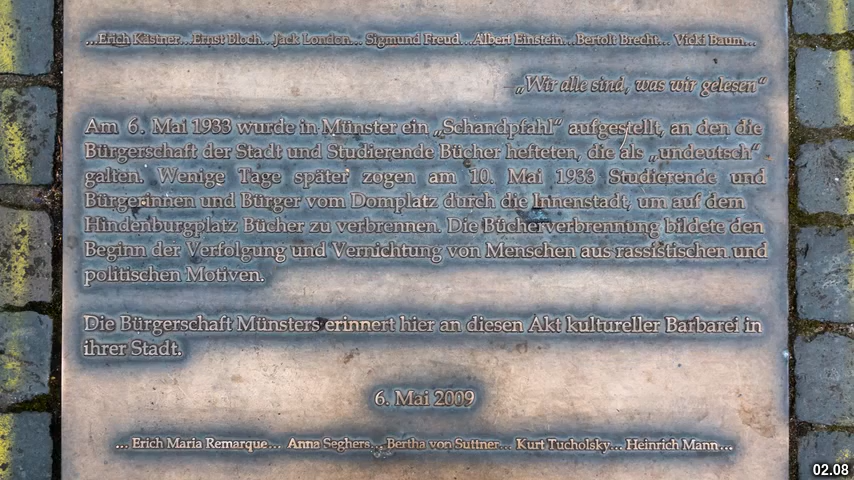 ...Erich Kästner... Ernst Bloch... Jack London... Sigmund Freud... Albert Einstein... Bertolt Brecht... Vicki Baum...
„Wir alle sind, was wir gelesen“
Am 6. Mai 1933 wurde in Münster ein „Schandpfahl“ aufgestellt, an den die
Bürgerschaft der Stadt und Studierende Bücher hefteten, die als „undeutsch“
galten. Wenige Tage später zogen am 10. Mai 1933 Studierende und
Bürgerinnen und Bürger vom Domplatz durch die Innenstadt, um auf dem
Hindenburgplatz Bücher zu verbrennen. Die Bücherverbrennung bildete den
Beginn der Verfolgung und Vernichtung von Menschen aus rassistischen und
politischen Motiven.
Die Bürgerschaft Münsters erinnert hier an diesen Akt kultureller Barbarei in
ihrer Stadt.
6. Mai 2009
... Erich Maria Remarque... Anna Seghers... Bertha von Suttner... Kurt Tucholsky... Heinrich Mann...
02.08